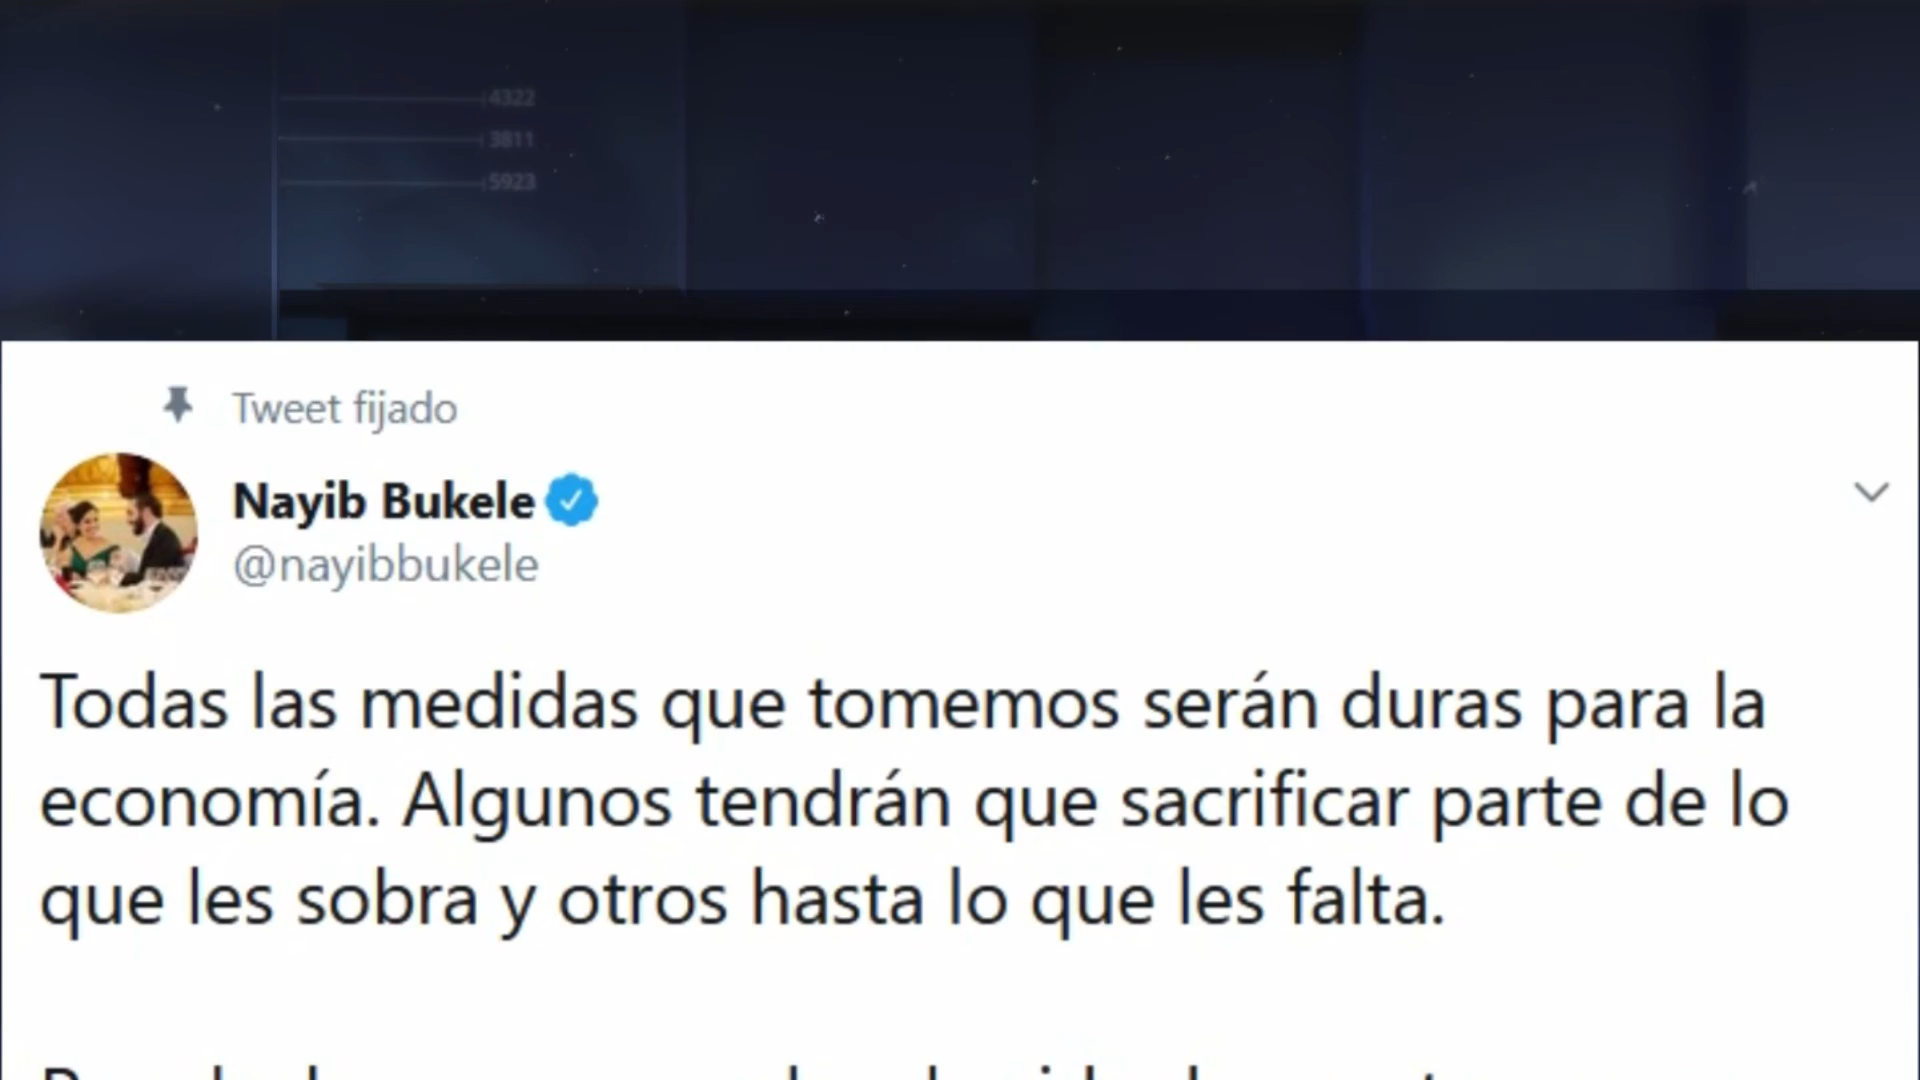 4322
3811
5923
Tweet fijado
Nayib Bukele
@nayibbukele
Todas las medidas que tomemos serán duras para la
economía. Algunos tendrán que sacrificar parte de lo
que les sobra y otros hasta lo que les falta.